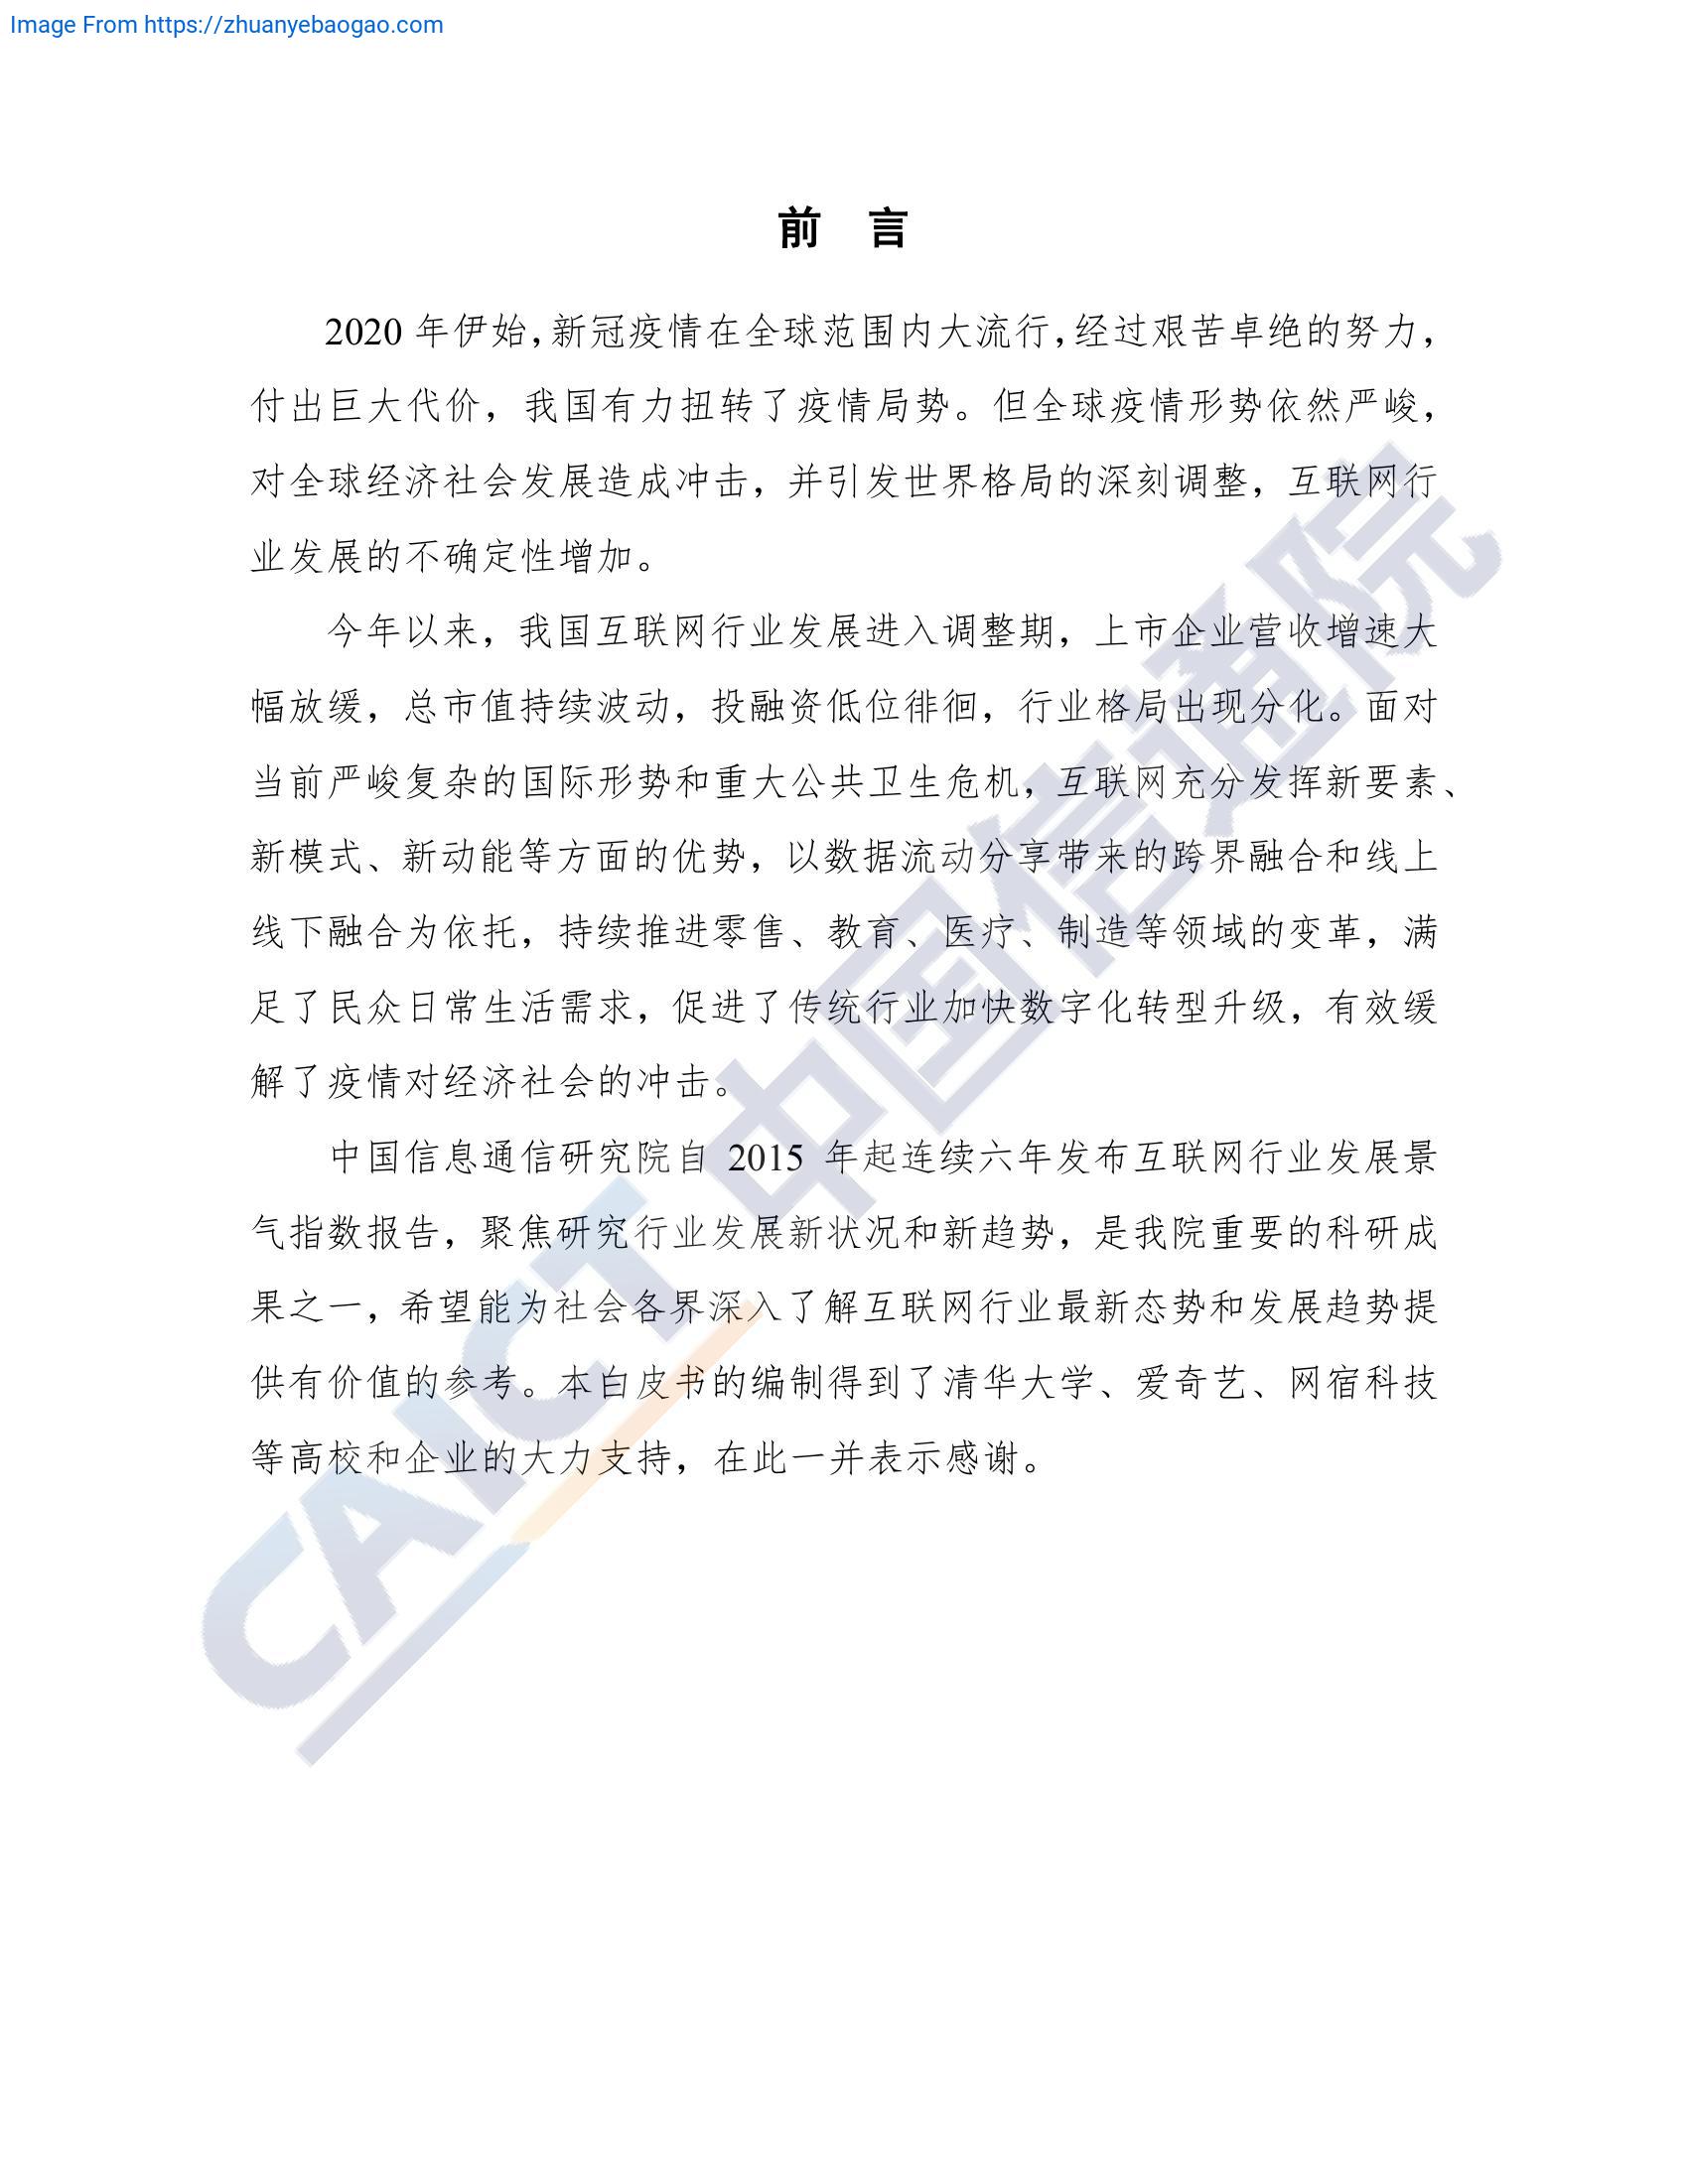 Image From https://zhuanyebaogao.com
前 言
2020 年伊始，新冠疫情在全球范围内大流行，经过艰苦卓绝的努力，
付出巨大代价，我国有力扭转了疫情局势。但全球疫情形势依然严峻，
对全球经济社会发展造成冲击，并引发世界格局的深刻调整，互联网行
业发展的不确定性增加。
今年以来，我国互联网行业发展进入调整期，上市企业营收增速大
幅放缓，总市值持续波动，投融资低位徘徊，行业格局出现分化。面对
当前严峻复杂的国际形势和重大公共卫生危机，互联网充分发挥新要素、
新模式、新动能等方面的优势，以数据流动分享带来的跨界融合和线上
线下融合为依托，持续推进零售、教育、医疗、制造等领域的变革，满
足了民众日常生活需求，促进了传统行业加快数字化转型升级，有效缓
解了疫情对经济社会的冲击。
中国信息通信研究院自 2015 年起连续六年发布互联网行业发展景
气指数报告，聚焦研究行业发展新状况和新趋势，是我院重要的科研成
果之一，希望能为社会各界深入了解互联网行业最新态势和发展趋势提
供有价值的参考。本白皮书的编制得到了清华大学、爱奇艺、网宿科技
等高校和企业的大力支持，在此一并表示感谢。
CAICT 中国信通院